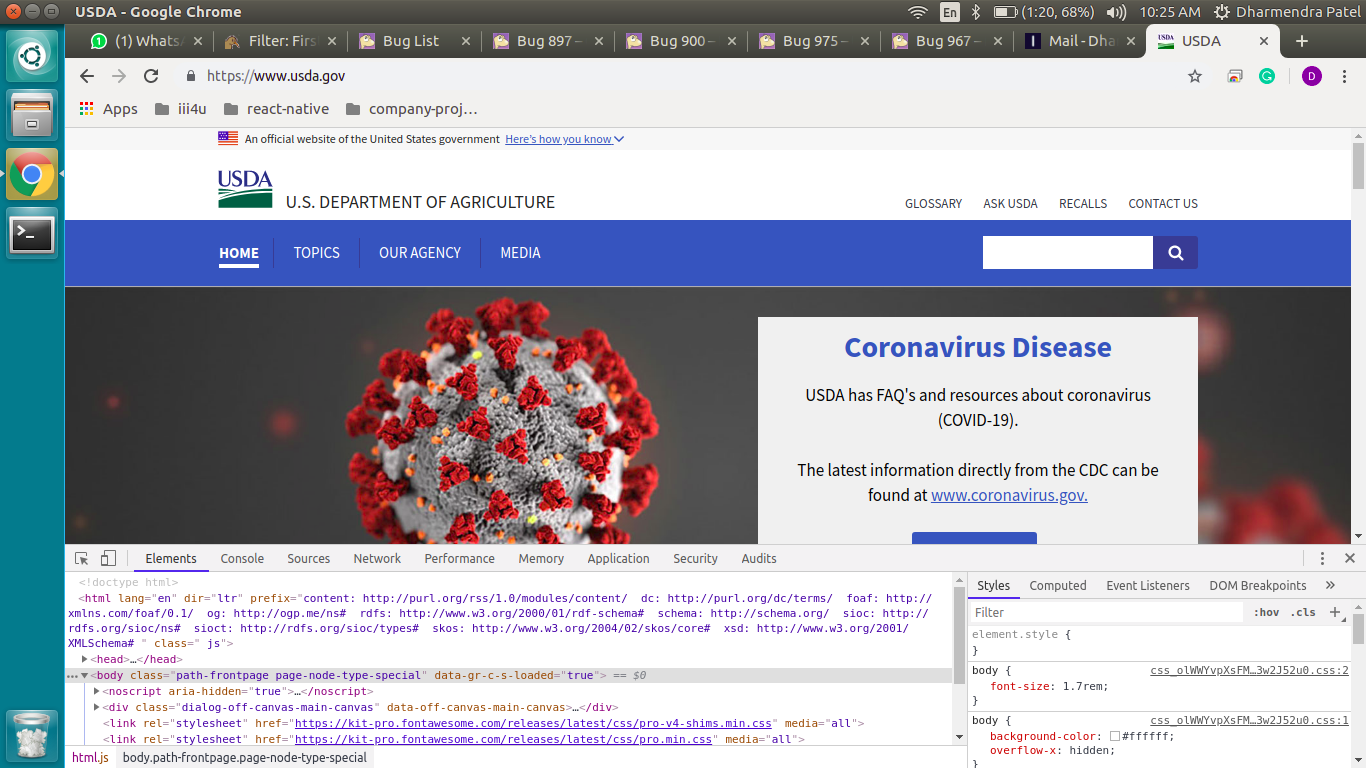 USDA - Google Chrome
En (1:20, 68%) 10:25 AM Dharmendra Patel
(1) Whats
Filter: Firs
Bug List
Bug 897 –
Bug 900 –
Bug 975 –
Bug 967 –
Mail - Dha
USDA
https://www.usda.gov
D
Apps iii4u react-native company-proj…
An official website of the United States government Here's how you know
USDA
U.S. DEPARTMENT OF AGRICULTURE
GLOSSARY ASK USDA RECALLS CONTACT US
HOME TOPICS OUR AGENCY MEDIA
Coronavirus Disease
USDA has FAQ's and resources about coronavirus
(COVID-19).
The latest information directly from the CDC can be
found at www.coronavirus.gov.
Elements Console Sources Network Performance Memory Application Security Audits
<!doctype html>
<html lang="en" dir="ltr" prefix="content: http://purl.org/rss/1.0/modules/content/  dc: http://purl.org/dc/terms/  foaf: http://
xmlns.com/foaf/0.1/  og: http://ogp.me/ns#  rdfs: http://www.w3.org/2000/01/rdf-schema#  schema: http://schema.org/  sioc: http://
rdfs.org/sioc/ns#  sioct: http://rdfs.org/sioc/types#  skos: http://www.w3.org/2004/02/skos/core#  xsd: http://www.w3.org/2001/
XMLSchema# " class=" js">
<head>…</head>
<body class="path-frontpage page-node-type-special" data-gr-c-s-loaded="true"> == $0
<noscript aria-hidden="true">…</noscript>
<div class="dialog-off-canvas-main-canvas" data-off-canvas-main-canvas>…</div>
<link rel="stylesheet" href="https://kit-pro.fontawesome.com/releases/latest/css/pro-v4-shims.min.css" media="all">
<link rel="stylesheet" href="https://kit-pro.fontawesome.com/releases/latest/css/pro.min.css" media="all">
html.js body.path-frontpage.page-node-type-special
Styles Computed Event Listeners DOM Breakpoints »
Filter :hov .cls +
element.style {
}
body { css_olWWYvpXsFM…3w2J52u0.css:2
font-size: 1.7rem;
}
body { css_olWWYvpXsFM…3w2J52u0.css:1
background-color: #ffffff;
overflow-x: hidden;
}